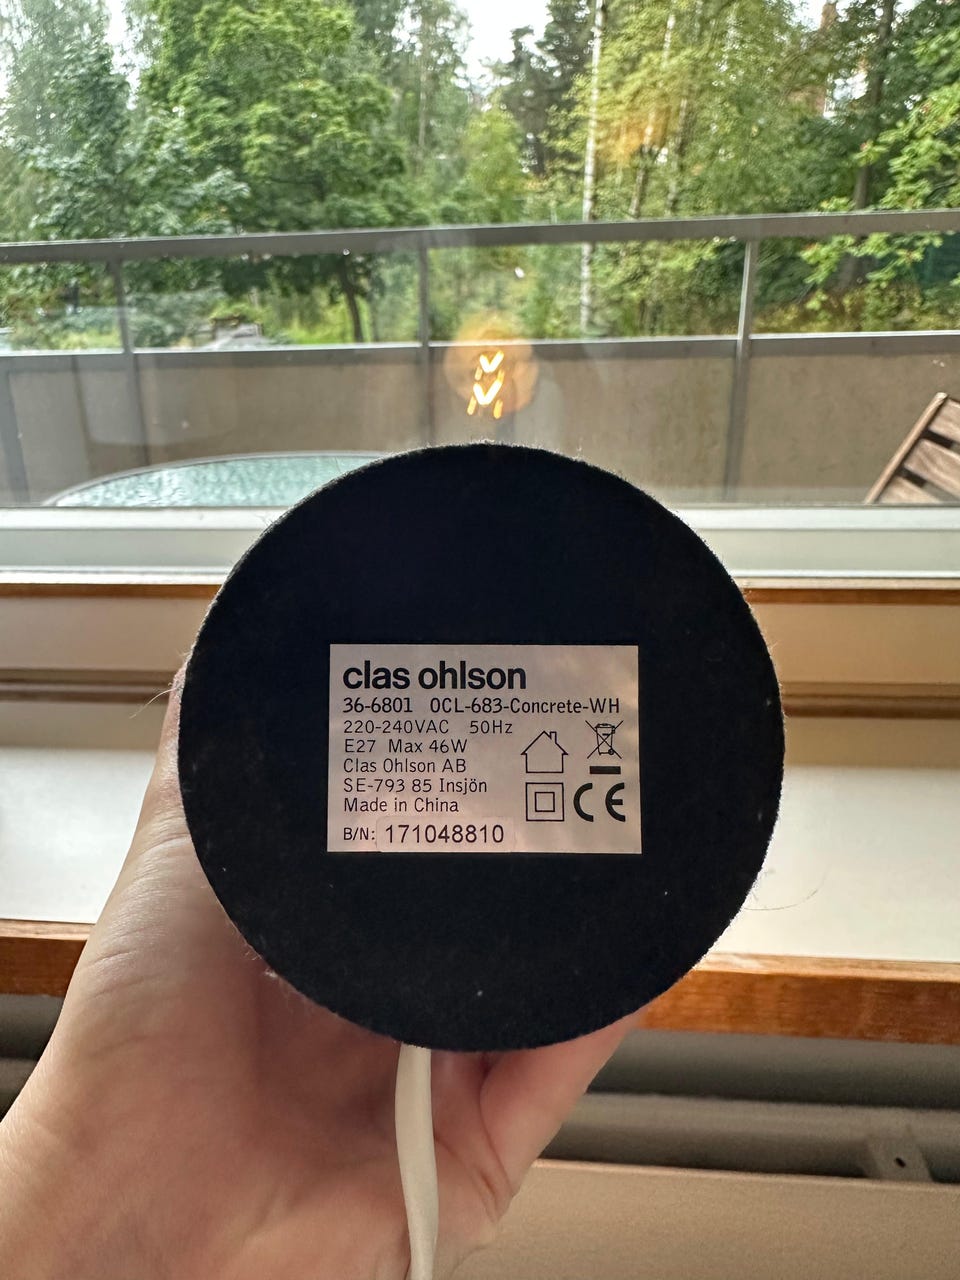 clas ohlson
36-6801 OCL-683-Concrete-WH
220-240VAC 50Hz
E27 Max 46W
Clas Ohlson AB
SE-793 85 Insjön
Made in China
B/N: 171048810
CE